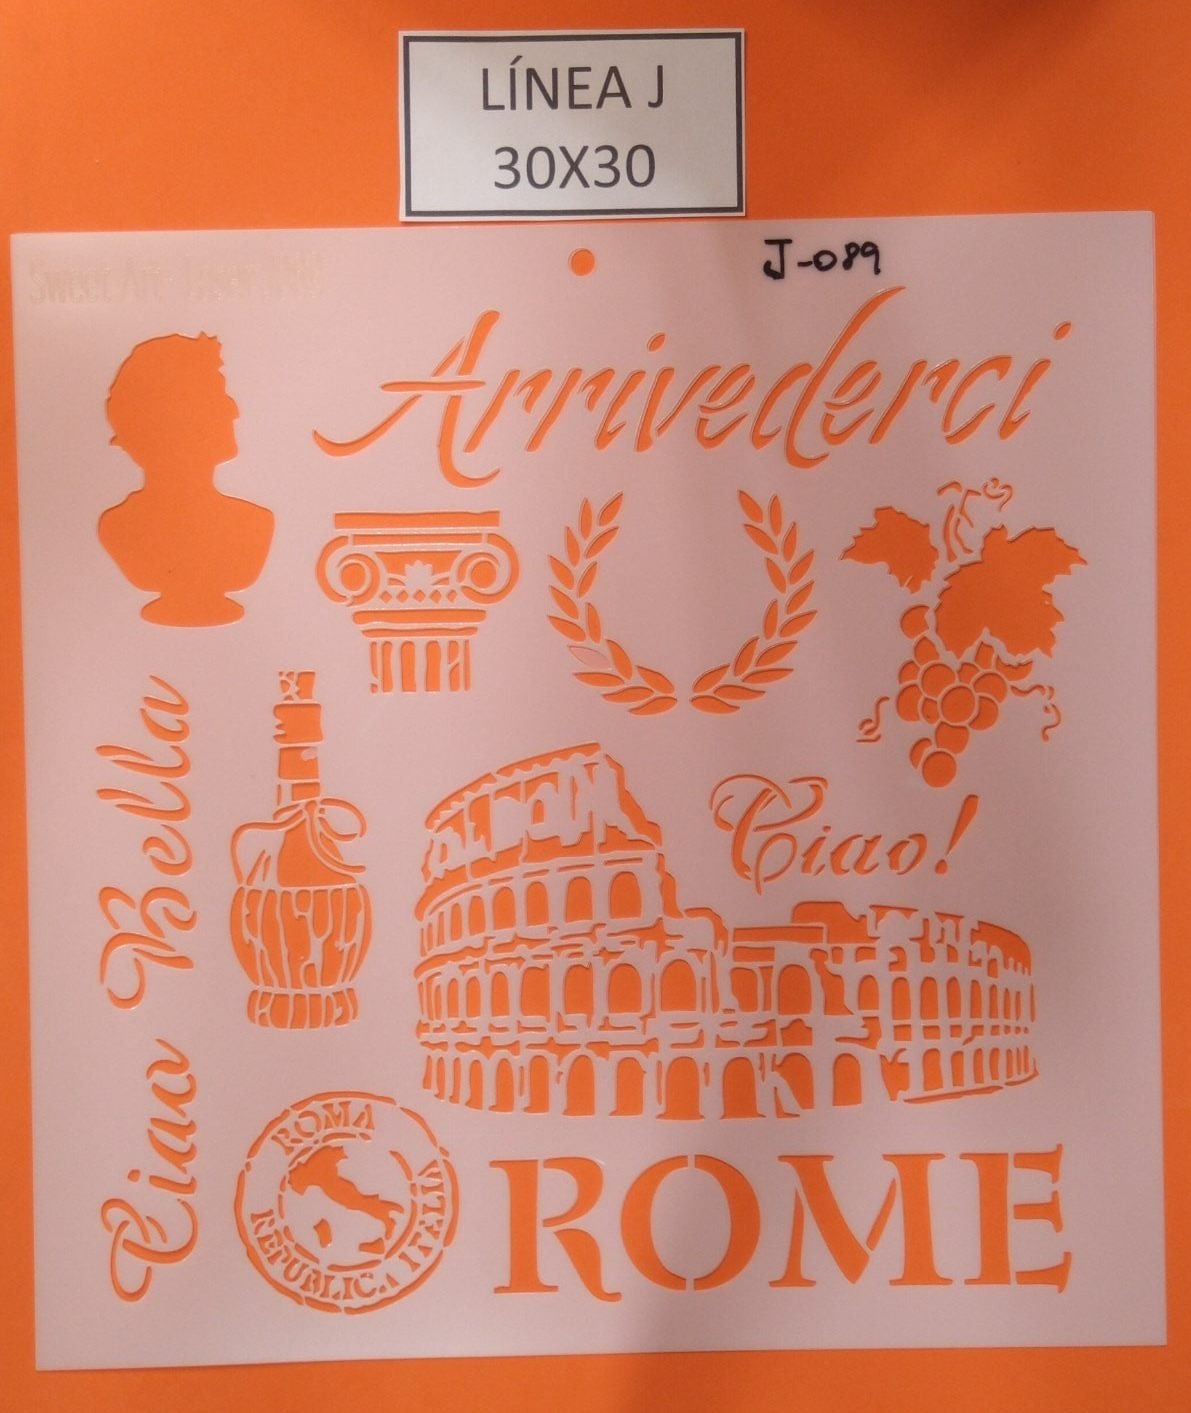 LÍNEA J
30X30
J-089
Arrivederci
Ciao Bella
Ciao!
ROMA
REPUBLICA ITALIA
ROME